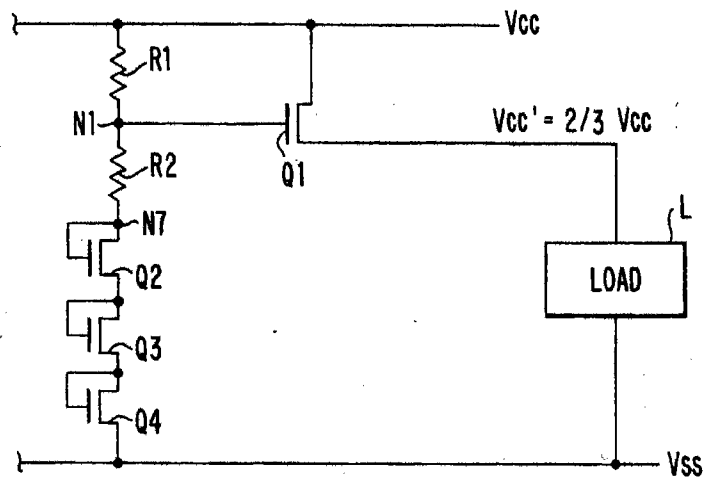 Vcc
R1
N1
Q1
Vcc' = 2/3 Vcc
R2
N7
L
Q2
LOAD
Q3
Q4
Vss